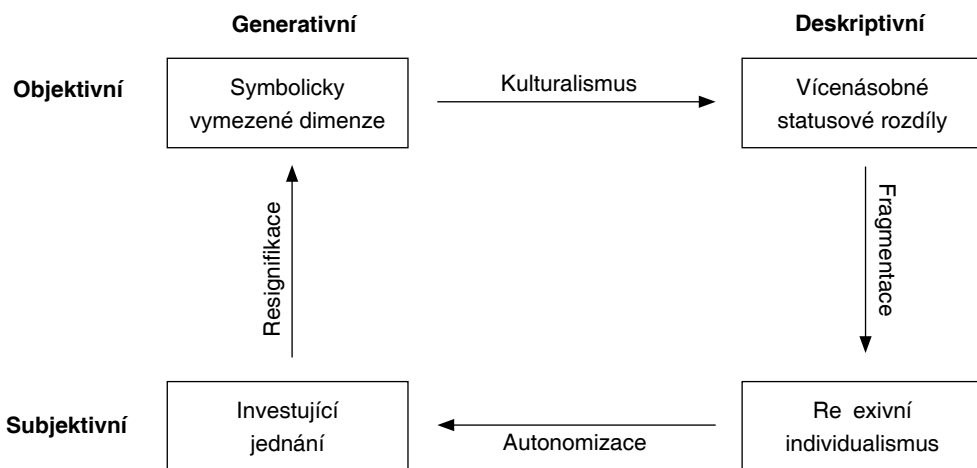 Generativní
Deskriptivní
Objektivní
Symbolicky
vymezené dimenze
Kulturalismus
Vícenásobné
statusové rozdíly
Resignifikace
Fragmentace
Subjektivní
Investující
jednání
Autonomizace
Re exivní
individualismus